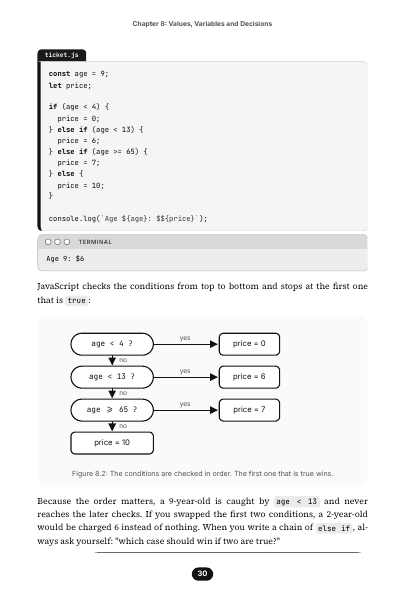 Chapter 8: Values, Variables and Decisions
ticket.js
const age = 9;
let price;
if (age < 4) {
  price = 0;
} else if (age < 13) {
  price = 6;
} else if (age >= 65) {
  price = 7;
} else {
  price = 10;
}
console.log(`Age ${age}: $${price}`);
TERMINAL
Age 9: $6
JavaScript checks the conditions from top to bottom and stops at the first one
that is true:
age < 4 ?
yes
price = 0
no
age < 13 ?
yes
price = 6
no
age ⩾ 65 ?
yes
price = 7
no
price = 10
Figure 8.2: The conditions are checked in order. The first one that is true wins.
Because the order matters, a 9-year-old is caught by age < 13 and never
reaches the later checks. If you swapped the first two conditions, a 2-year-old
would be charged 6 instead of nothing. When you write a chain of else if, al-
ways ask yourself: "which case should win if two are true?"
30